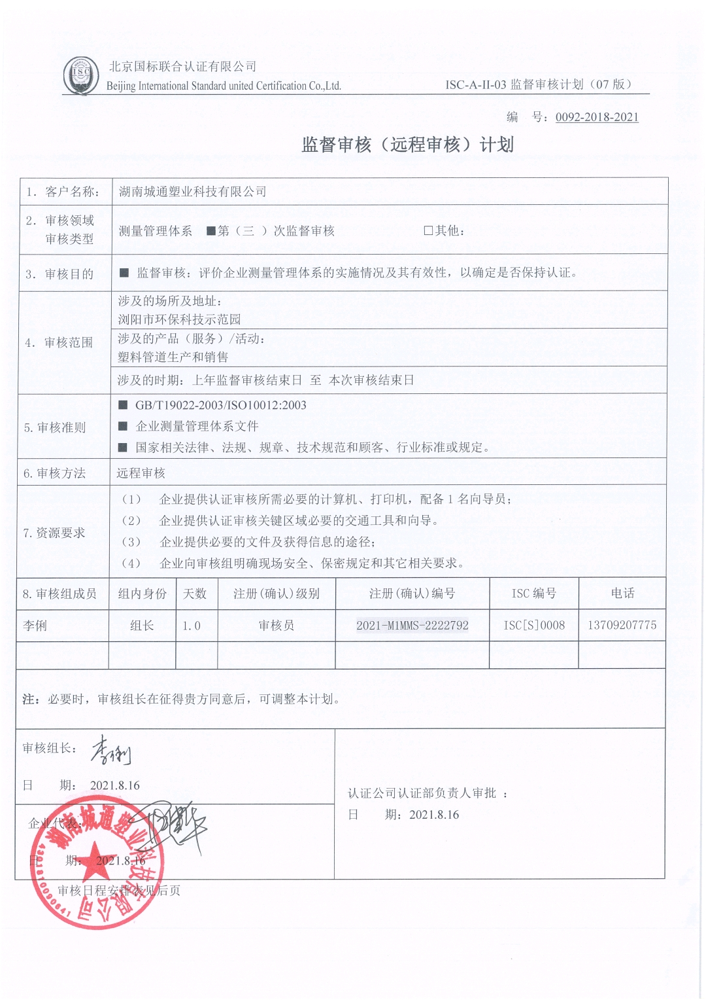 ISC
北京国标联合认证有限公司
Beijing International Standard united Certification Co.,Ltd.
ISC-A-II-03 监督审核计划（07 版）
编 号：0092-2018-2021
监督审核（远程审核）计划
1. 客户名称： 湖南城通塑业科技有限公司
2. 审核领域
审核类型
测量管理体系 ■第（三 ）次监督审核 □其他：
3. 审核目的 ■ 监督审核：评价企业测量管理体系的实施情况及其有效性，以确定是否保持认证。
4. 审核范围
涉及的场所及地址：
浏阳市环保科技示范园
涉及的产品（服务）/活动：
塑料管道生产和销售
涉及的时期：上年监督审核结束日 至 本次审核结束日
5.审核准则
■ GB/T19022-2003/ISO10012:2003
■ 企业测量管理体系文件
■ 国家相关法律、法规、规章、技术规范和顾客、行业标准或规定。
6.审核方法 远程审核
7.资源要求
（1） 企业提供认证审核所需必要的计算机、打印机，配备 1 名向导员；
（2） 企业提供认证审核关键区域必要的交通工具和向导。
（3） 企业提供必要的文件及获得信息的途径；
（4） 企业向审核组明确现场安全、保密规定和其它相关要求。
8.审核组成员 组内身份 天数 注册(确认)级别 注册(确认)编号 ISC 编号 电话
李俐 组长 1.0 审核员 2021-M1MMS-2222792 ISC[S]0008 13709207775
注：必要时，审核组长在征得贵方同意后，可调整本计划。
审核组长： 李俐
日 期： 2021.8.16
认证公司认证部负责人审批 ：
日 期：2021.8.16
企业代表：
日 期： 2021.8.16
审核日程安排表见后页
湖南城通塑业科技有限公司
4301810090641